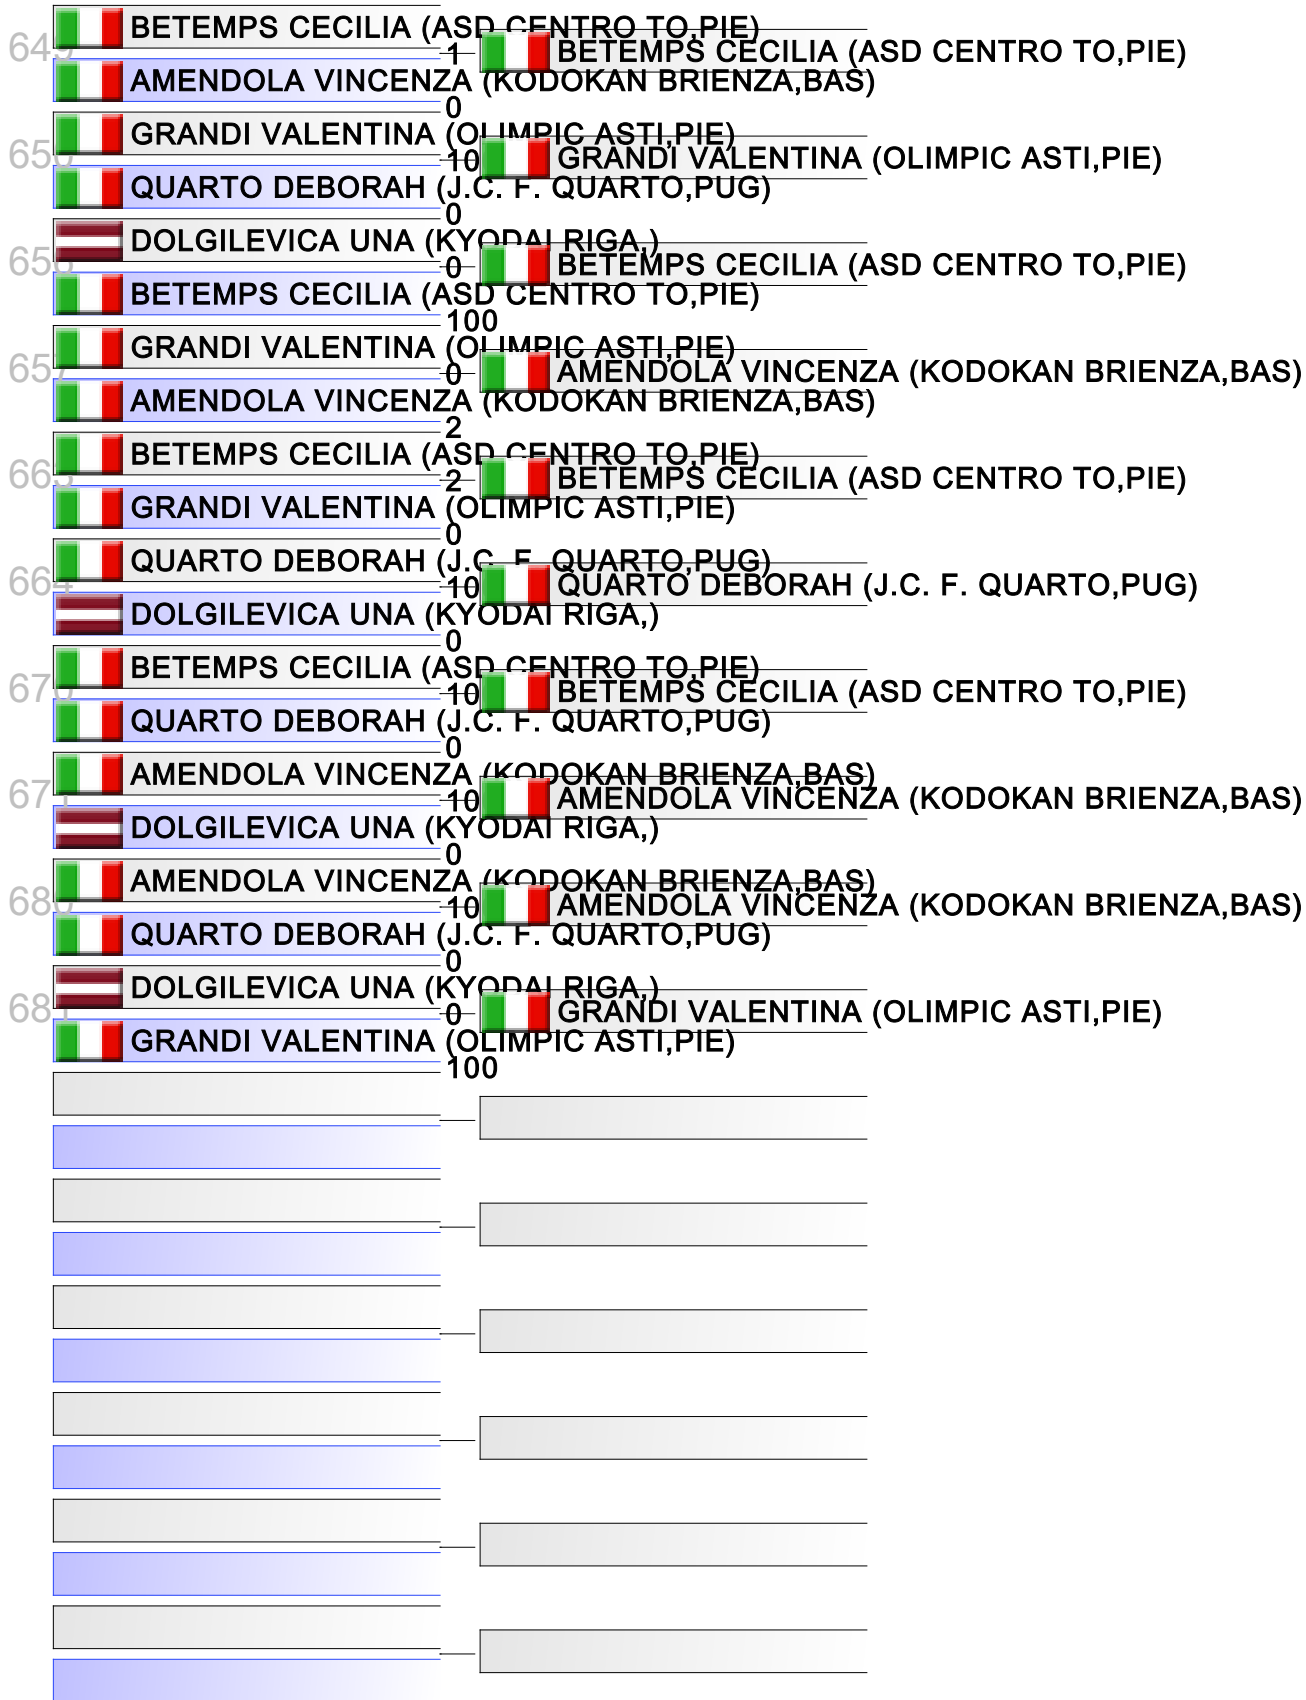 649
BETEMPS CECILIA (ASD CENTRO TO,PIE)
1
BETEMPS CECILIA (ASD CENTRO TO,PIE)
AMENDOLA VINCENZA (KODOKAN BRIENZA,BAS)
0
650
GRANDI VALENTINA (OLIMPIC ASTI,PIE)
10
GRANDI VALENTINA (OLIMPIC ASTI,PIE)
QUARTO DEBORAH (J.C. F. QUARTO,PUG)
0
DOLGILEVICA UNA (KYODAI RIGA,)
0
BETEMPS CECILIA (ASD CENTRO TO,PIE)
BETEMPS CECILIA (ASD CENTRO TO,PIE)
100
657
GRANDI VALENTINA (OLIMPIC ASTI,PIE)
0
AMENDOLA VINCENZA (KODOKAN BRIENZA,BAS)
AMENDOLA VINCENZA (KODOKAN BRIENZA,BAS)
2
BETEMPS CECILIA (ASD CENTRO TO,PIE)
2
BETEMPS CECILIA (ASD CENTRO TO,PIE)
GRANDI VALENTINA (OLIMPIC ASTI,PIE)
0
664
QUARTO DEBORAH (J.C. F. QUARTO,PUG)
10
QUARTO DEBORAH (J.C. F. QUARTO,PUG)
DOLGILEVICA UNA (KYODAI RIGA,)
0
BETEMPS CECILIA (ASD CENTRO TO,PIE)
10
BETEMPS CECILIA (ASD CENTRO TO,PIE)
QUARTO DEBORAH (J.C. F. QUARTO,PUG)
0
671
AMENDOLA VINCENZA (KODOKAN BRIENZA,BAS)
10
AMENDOLA VINCENZA (KODOKAN BRIENZA,BAS)
DOLGILEVICA UNA (KYODAI RIGA,)
0
AMENDOLA VINCENZA (KODOKAN BRIENZA,BAS)
10
AMENDOLA VINCENZA (KODOKAN BRIENZA,BAS)
QUARTO DEBORAH (J.C. F. QUARTO,PUG)
0
681
DOLGILEVICA UNA (KYODAI RIGA,)
0
GRANDI VALENTINA (OLIMPIC ASTI,PIE)
GRANDI VALENTINA (OLIMPIC ASTI,PIE)
100